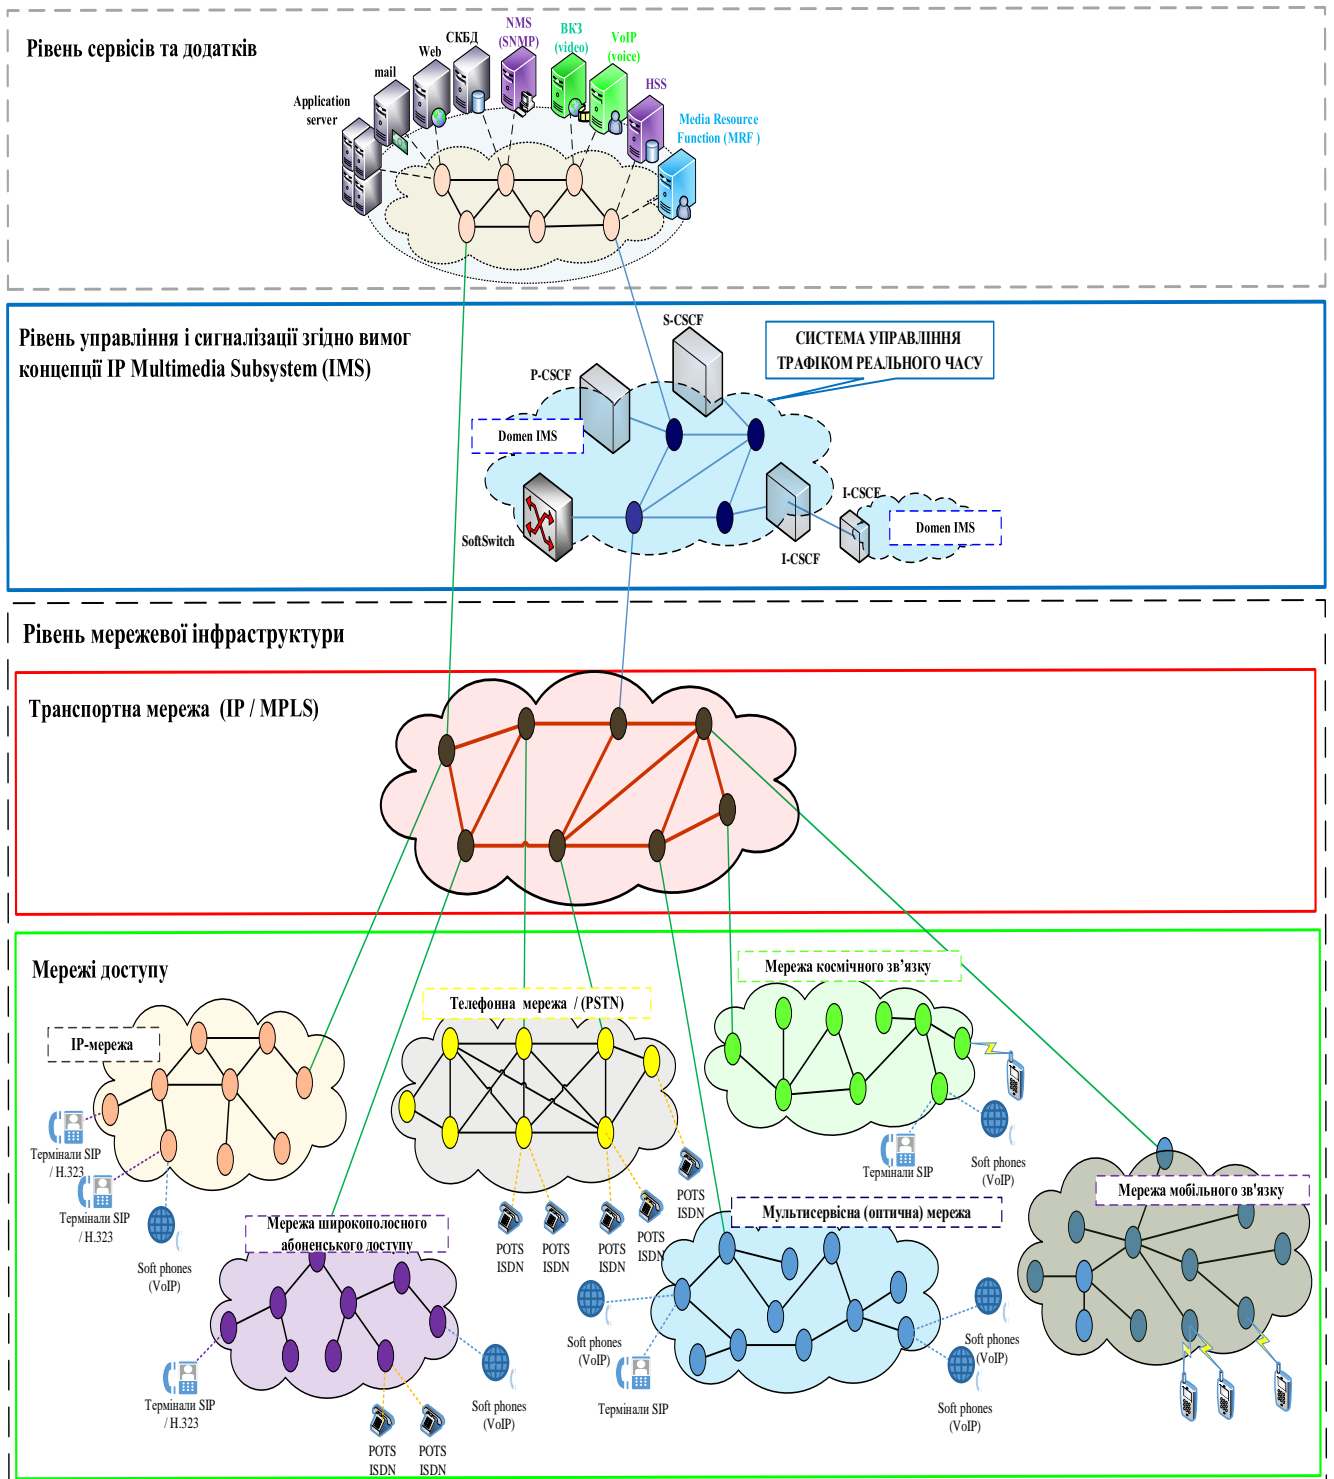 Рівень сервісів та додатків
Application
server
mail
Web
СКБД
NMS
(SNMP)
ВКЗ
(video)
VoIP
(voice)
HSS
Media Resource
Function (MRF )
Рівень управління і сигналізації згідно вимог
концепції IP Multimedia Subsystem (IMS)
S-CSCF
P-CSCF
СИСТЕМА УПРАВЛІННЯ
ТРАФІКОМ РЕАЛЬНОГО ЧАСУ
Domen IMS
SoftSwitch
I-CSCF
I-CSCF
Domen IMS
Рівень мережевої інфраструктури
Транспортна мережа (IP / MPLS)
Мережі доступу
IP-мережа
Термінали SIP
/ H.323
Термінали SIP
/ H.323
Soft phones
(VoIP)
Телефонна мережа / (PSTN)
POTS
ISDN
POTS
ISDN
POTS
ISDN
POTS
ISDN
POTS
ISDN
Мережа космічного зв’язку
Термінали SIP
Soft phones
(VoIP)
Мережа мобільного зв'язку
Мережа широкополосного
абоненського доступу
Термінали SIP
/ H.323
POTS
ISDN
POTS
ISDN
Soft phones
(VoIP)
Мультисервісна (оптична) мережа
Soft phones
(VoIP)
Термінали SIP
Soft phones
(VoIP)
Soft phones
(VoIP)